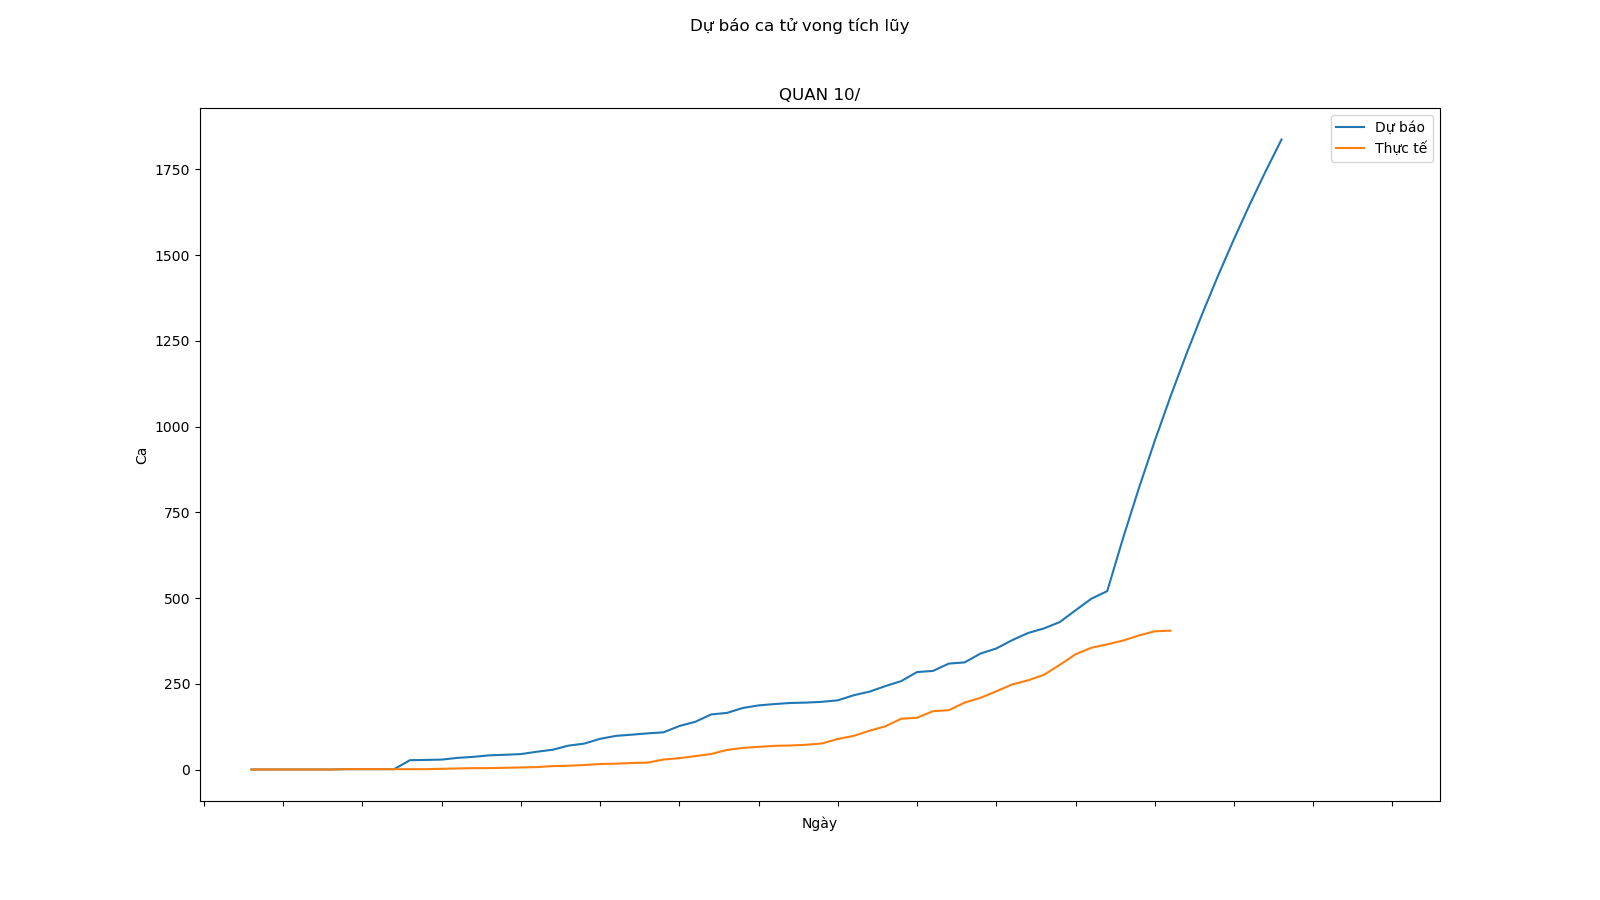 Dự báo ca tử vong tích lũy
QUAN 10/
Dự báo
Thực tế
1750
1500
1250
1000
750
500
250
0
Ca
Ngày